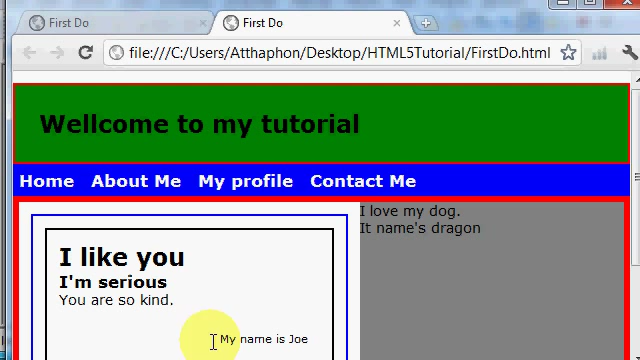 First Do
First Do
file:///C:/Users/Atthaphon/Desktop/HTML5Tutorial/FirstDo.html
Wellcome to my tutorial
Home About Me My profile Contact Me
I like you
I'm serious
You are so kind.
My name is Joe
I love my dog.
It name's dragon